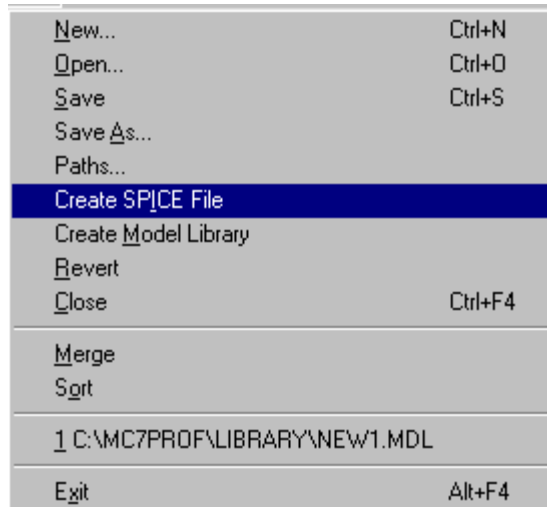 New... Ctrl+N
Open... Ctrl+O
Save Ctrl+S
Save As...
Paths...
Create SPICE File
Create Model Library
Revert
Close Ctrl+F4
Merge
Sort
1 C:\MC7PROF\LIBRARY\NEW1.MDL
Exit Alt+F4